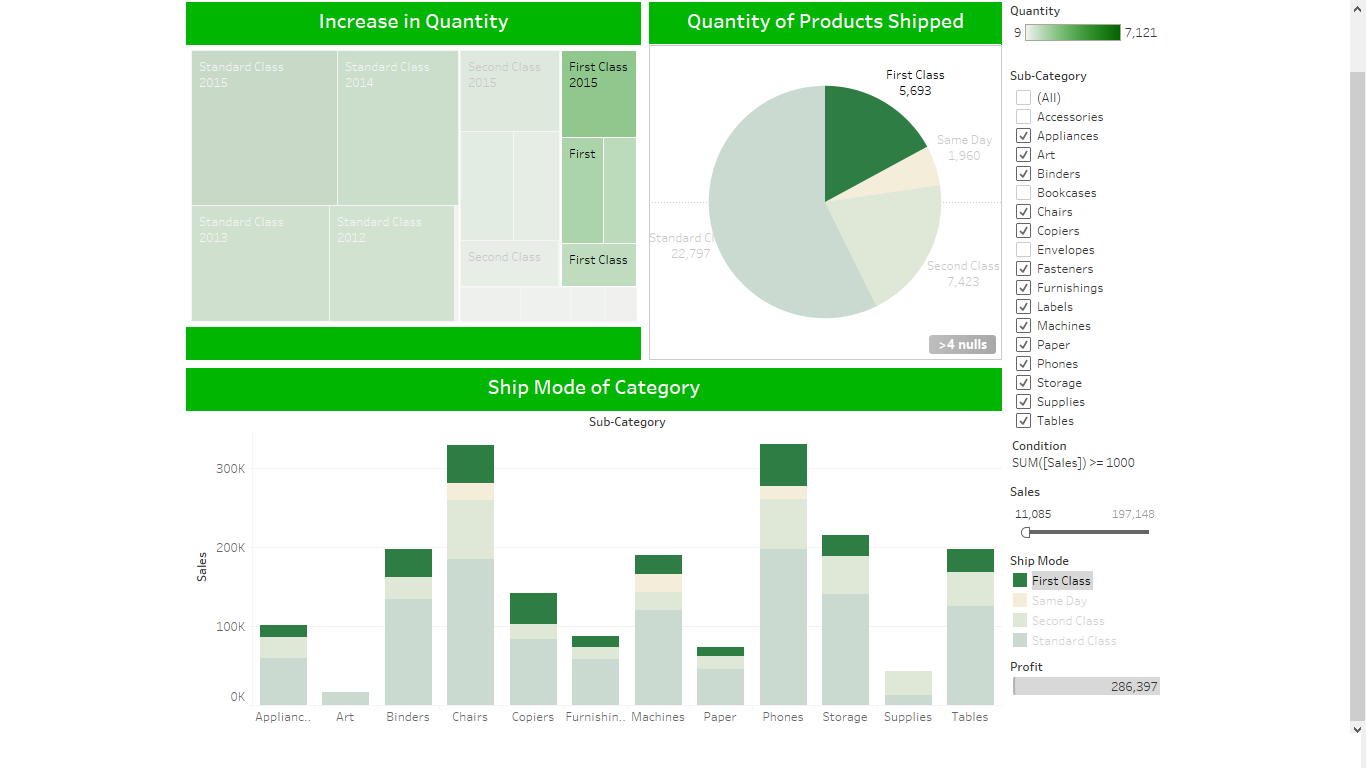 Increase in Quantity
Standard Class
2015
Standard Class
2014
Second Class
2015
First Class
2015
First
Standard Class
2013
Standard Class
2012
Second Class
First Class
Quantity of Products Shipped
First Class
5,693
Same Day
1,960
Standard Cl
22,797
Second Class
7,423
>4 nulls
Ship Mode of Category
Sub-Category
Sales
300K
200K
100K
0K
Applianc..
Art
Binders
Chairs
Copiers
Furnishin..
Machines
Paper
Phones
Storage
Supplies
Tables
Quantity
9 7,121
Sub-Category
(All)
Accessories
Appliances
Art
Binders
Bookcases
Chairs
Copiers
Envelopes
Fasteners
Furnishings
Labels
Machines
Paper
Phones
Storage
Supplies
Tables
Condition
SUM([Sales]) >= 1000
Sales
11,085 197,148
Ship Mode
First Class
Same Day
Second Class
Standard Class
Profit
286,397